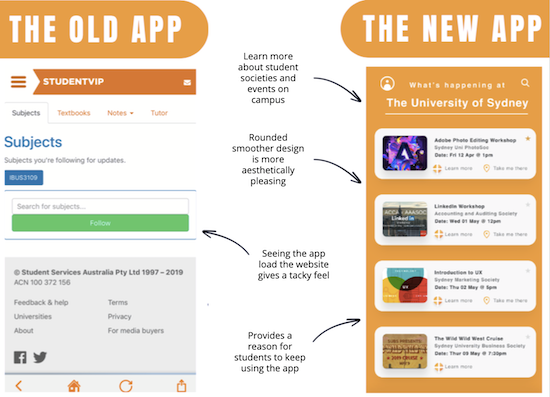 THE OLD APP
STUDENTVIP
Subjects Textbooks Notes Tutor
Subjects
Subjects you're following for updates.
IBUS3109
Search for subjects...
Follow
© Student Services Australia Pty Ltd 1997 – 2019
ACN 100 372 156
Feedback & help Terms
Universities Privacy
About For media buyers
Learn more
about student
societies and
events on
campus
Rounded
smoother design
is more
aesthetically
pleasing
Seeing the app
load the website
gives a tacky feel
Provides a
reason for
students to keep
using the app
THE NEW APP
What's happening at
The University of Sydney
Adobe Photo Editing Workshop
Sydney Uni PhotoSoc
Date: Fri 12 Apr @ 1pm
Learn more Take me there
ACCA AAASOC
LinkedIn
LinkedIn Workshop
Accounting and Auditing Society
Date: Wed 01 May @ 12pm
Learn more Take me there
Introduction to UX
Sydney Marketing Society
Date: Thu 02 May @ 5pm
Learn more Take me there
The Wild Wild West Cruise
Sydney University Business Society
Date: Thur 05 May @ 7:30pm
Learn more